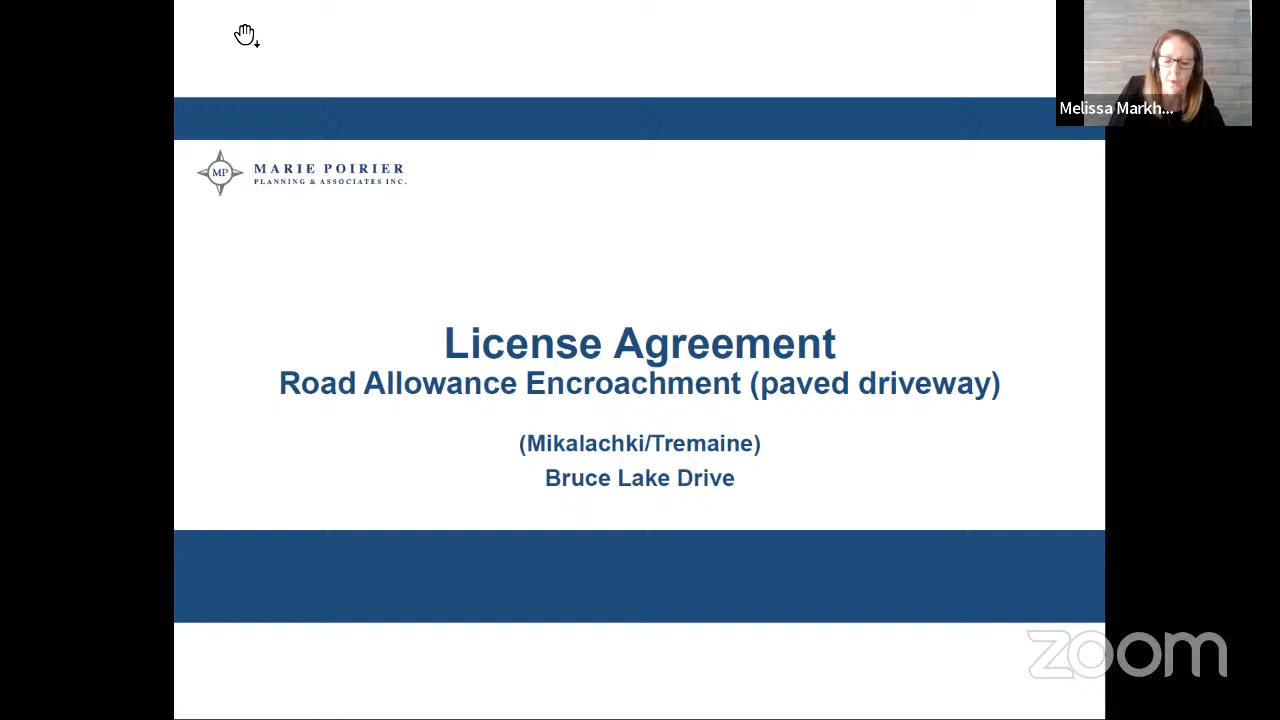 Melissa Markh...
MP
MARIE POIRIER
PLANNING & ASSOCIATES INC.
License Agreement
Road Allowance Encroachment (paved driveway)
(Mikalachki/Tremaine)
Bruce Lake Drive
zoom